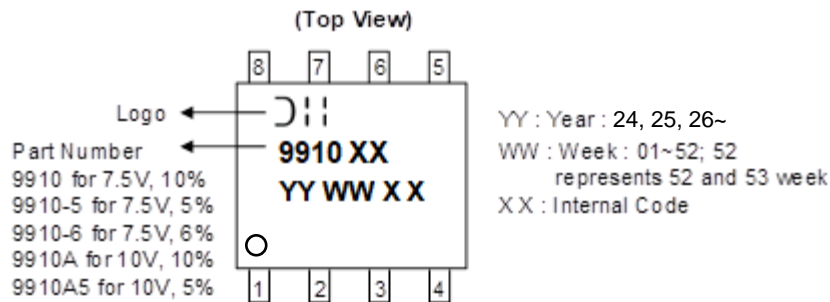 (Top View)
8 7 6 5
Logo
Part Number
9910 for 7.5V, 10%
9910-5 for 7.5V, 5%
9910-6 for 7.5V, 6%
9910A for 10V, 10%
9910A5 for 10V, 5%
9910 XX
YY WW X X
1 2 3 4
YY : Year : 24, 25, 26~
WW : Week : 01~52; 52
represents 52 and 53 week
X X : Internal Code